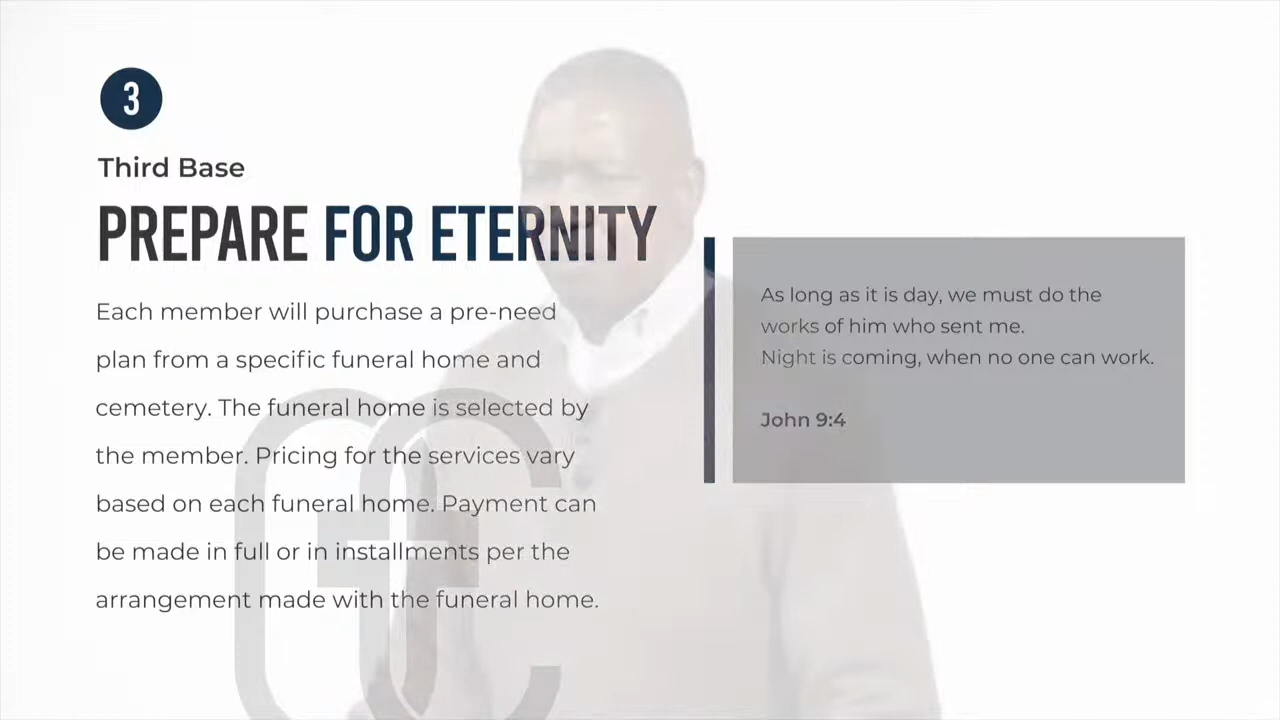 3
Third Base
PREPARE FOR ETERNITY
Each member will purchase a pre-need
plan from a specific funeral home and
cemetery. The funeral home is selected by
the member. Pricing for the services vary
based on each funeral home. Payment can
be made in full or in installments per the
arrangement made with the funeral home.
As long as it is day, we must do the
works of him who sent me.
Night is coming, when no one can work.
John 9:4